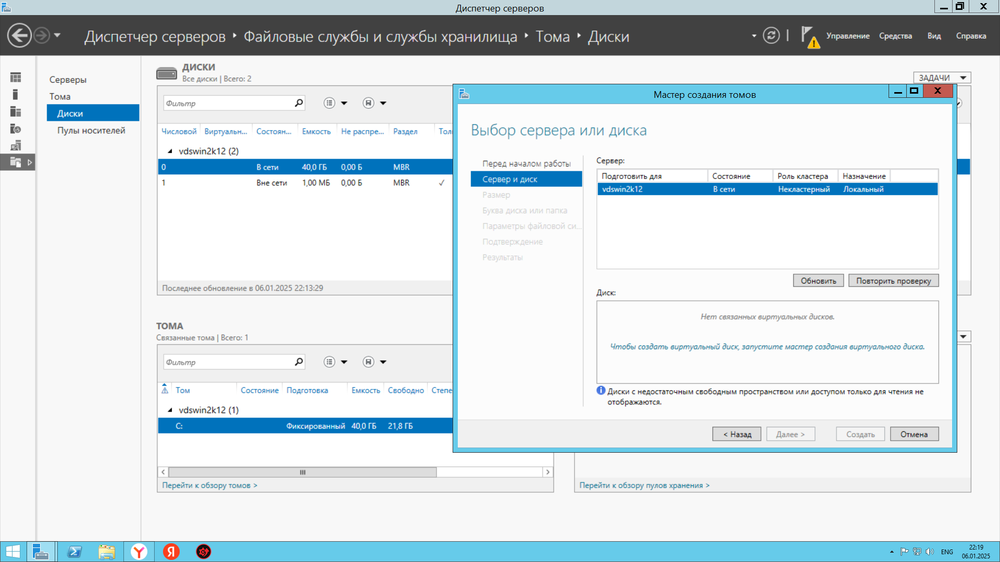 Диспетчер серверов
Диспетчер серверов ‣ Файловые службы и службы хранилища ‣ Тома ‣ Диски
Управление Средства Вид Справка
Серверы
Тома
Диски
Пулы носителей
ДИСКИ
Все диски | Всего: 2
ЗАДАЧИ
Фильтр
Числовой Виртуальн... Состоян... Емкость Не распре... Раздел
vdswin2k12 (2)
0 В сети 40,0 ГБ 0,00 Б MBR
1 Вне сети 1,00 МБ 0,00 Б MBR ✓
Последнее обновление в 06.01.2025 22:13:29
ТОМА
Связанные тома | Всего: 1
Фильтр
Том Состояние Подготовка Емкость Свободно Степе
vdswin2k12 (1)
C: Фиксированный 40,0 ГБ 21,8 ГБ
Перейти к обзору томов >
Перейти к обзору пулов хранения >
Мастер создания томов
Выбор сервера или диска
Перед началом работы
Сервер и диск
Размер
Буква диска или папка
Параметры файловой си...
Подтверждение
Результаты
Сервер:
Подготовить для Состояние Роль кластера Назначение
vdswin2k12 В сети Некластерный Локальный
Обновить Повторить проверку
Диск:
Нет связанных виртуальных дисков.
Чтобы создать виртуальный диск, запустите мастер создания виртуального диска.
Диски с недостаточным свободным пространством или доступом только для чтения не
отображаются.
< Назад Далее > Создать Отмена
ENG
22:19
06.01.2025